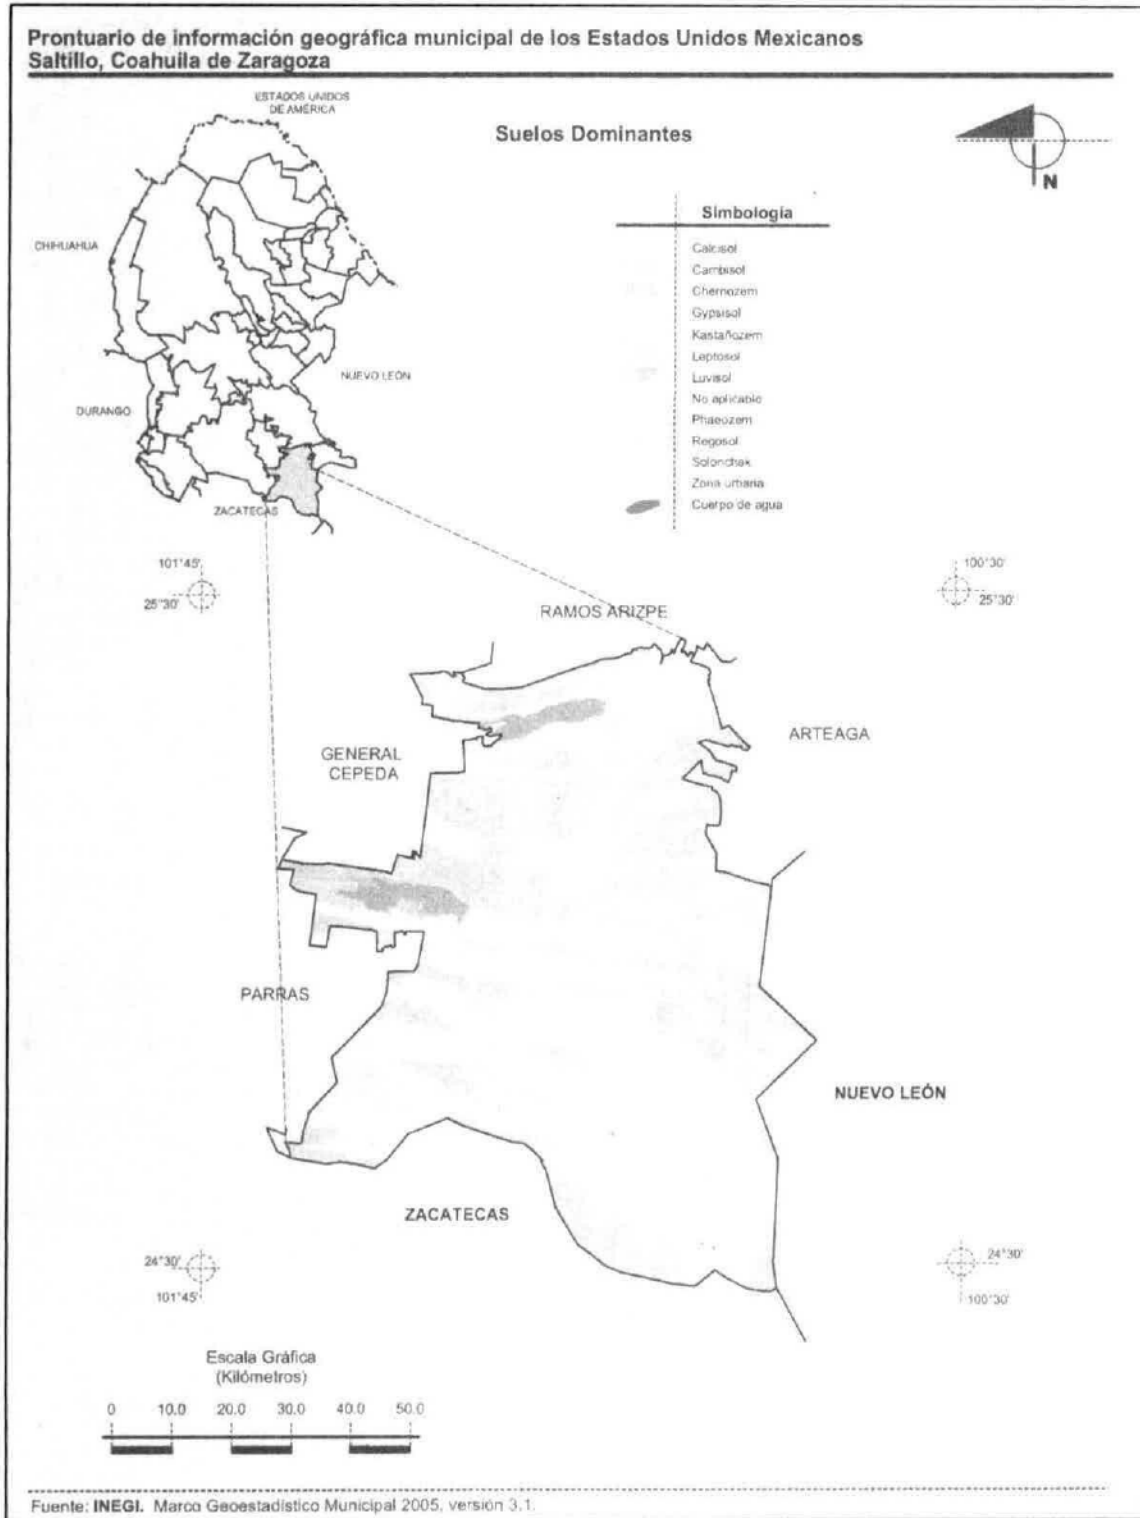 Prontuario de información geográfica municipal de los Estados Unidos Mexicanos
Saltillo, Coahuila de Zaragoza
ESTADOS UNIDOS
DE AMÉRICA
Suelos Dominantes
N
Simbología
CHIHUAHUA
Calcisol
Cambisol
Chernozem
Gypsisol
Kastañozem
Leptosol
Luvisol
No aplicable
Phaeozem
Regosol
Solonchak
Zona urbana
Cuerpo de agua
NUEVO LEÓN
DURANGO
ZACATECAS
101°45'
25°30'
100°30'
25°30'
RAMOS ARIZPE
ARTEAGA
GENERAL
CEPEDA
PARRAS
NUEVO LEÓN
ZACATECAS
24°30'
101°45'
24°30'
100°30'
Escala Gráfica
(Kilómetros)
0 10.0 20.0 30.0 40.0 50.0
Fuente: INEGI. Marco Geoestadístico Municipal 2005, versión 3.1.